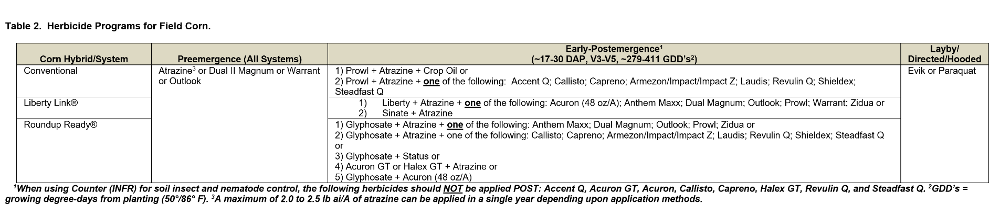 Table 2.  Herbicide Programs for Field Corn.
Corn Hybrid/System
Preemergence (All Systems)
Early-Postemergence¹
(~17-30 DAP, V3-V5, ~279-411 GDD's²)
Layby/
Directed/Hooded
Conventional
Atrazine³ or Dual II Magnum or Warrant
or Outlook
1) Prowl + Atrazine + Crop Oil or
2) Prowl + Atrazine + one of the following:  Accent Q; Callisto; Capreno; Armezon/Impact/Impact Z; Laudis; Revulin Q; Shieldex;
Steadfast Q
Evik or Paraquat
Liberty Link®
1) Liberty + Atrazine + one of the following: Acuron (48 oz/A); Anthem Maxx; Dual Magnum; Outlook; Prowl; Warrant; Zidua or
2) Sinate + Atrazine
Roundup Ready®
1) Glyphosate + Atrazine + one of the following: Anthem Maxx; Dual Magnum; Outlook; Prowl; Zidua or
2) Glyphosate + Atrazine + one of the following: Callisto; Capreno; Armezon/Impact/Impact Z; Laudis; Revulin Q; Shieldex; Steadfast Q
or
3) Glyphosate + Status or
4) Acuron GT or Halex GT + Atrazine or
5) Glyphosate + Acuron (48 oz/A)
¹When using Counter (INFR) for soil insect and nematode control, the following herbicides should NOT be applied POST: Accent Q, Acuron GT, Acuron, Callisto, Capreno, Halex GT, Revulin Q, and Steadfast Q. ²GDD's =
growing degree-days from planting (50°/86° F). ³A maximum of 2.0 to 2.5 lb ai/A of atrazine can be applied in a single year depending upon application methods.